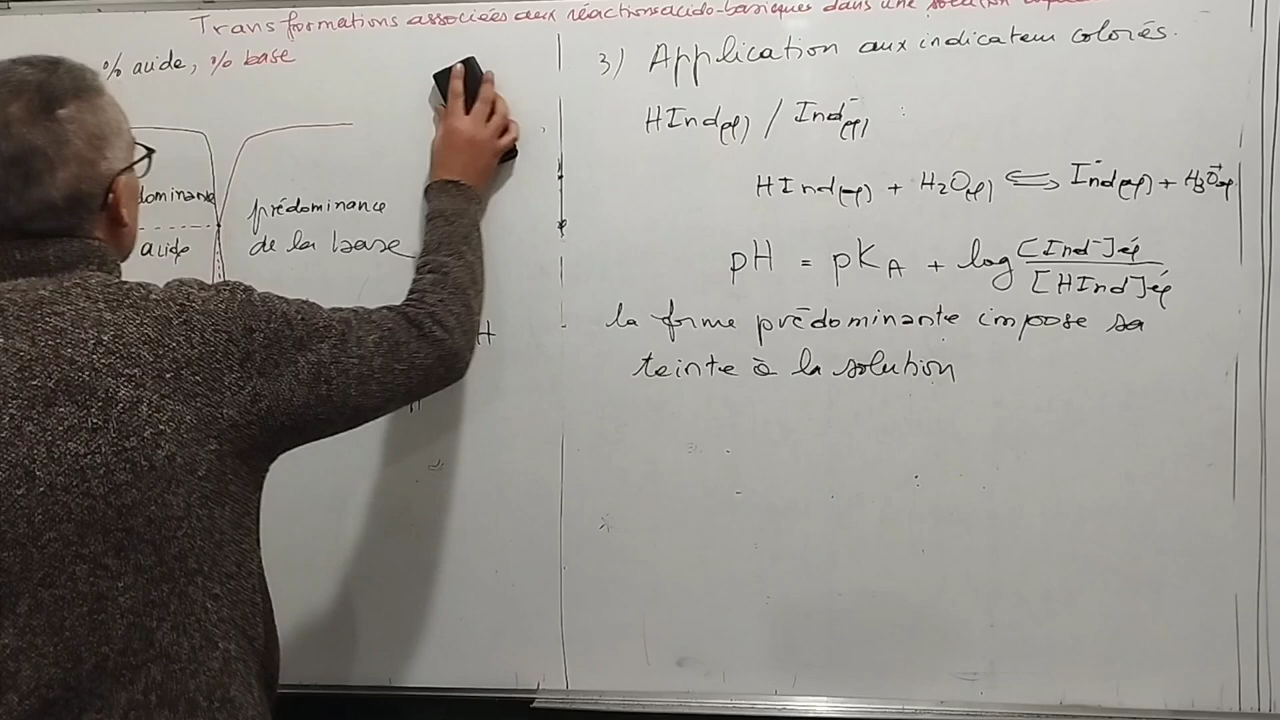 Transformations associées aux réactions acido-basiques dans une solution
% acide, % base
prédominance
de la base
acide
H
3) Application aux indicateur colorés.
HInd(aq) / Ind⁻(aq) :
HInd(aq) + H₂O(l) ⇌ Ind⁻(aq) + H₃O⁺(aq)
pH = pKA + log [Ind⁻]éq / [HInd]éq
la forme prédominante impose sa
teinte à la solution